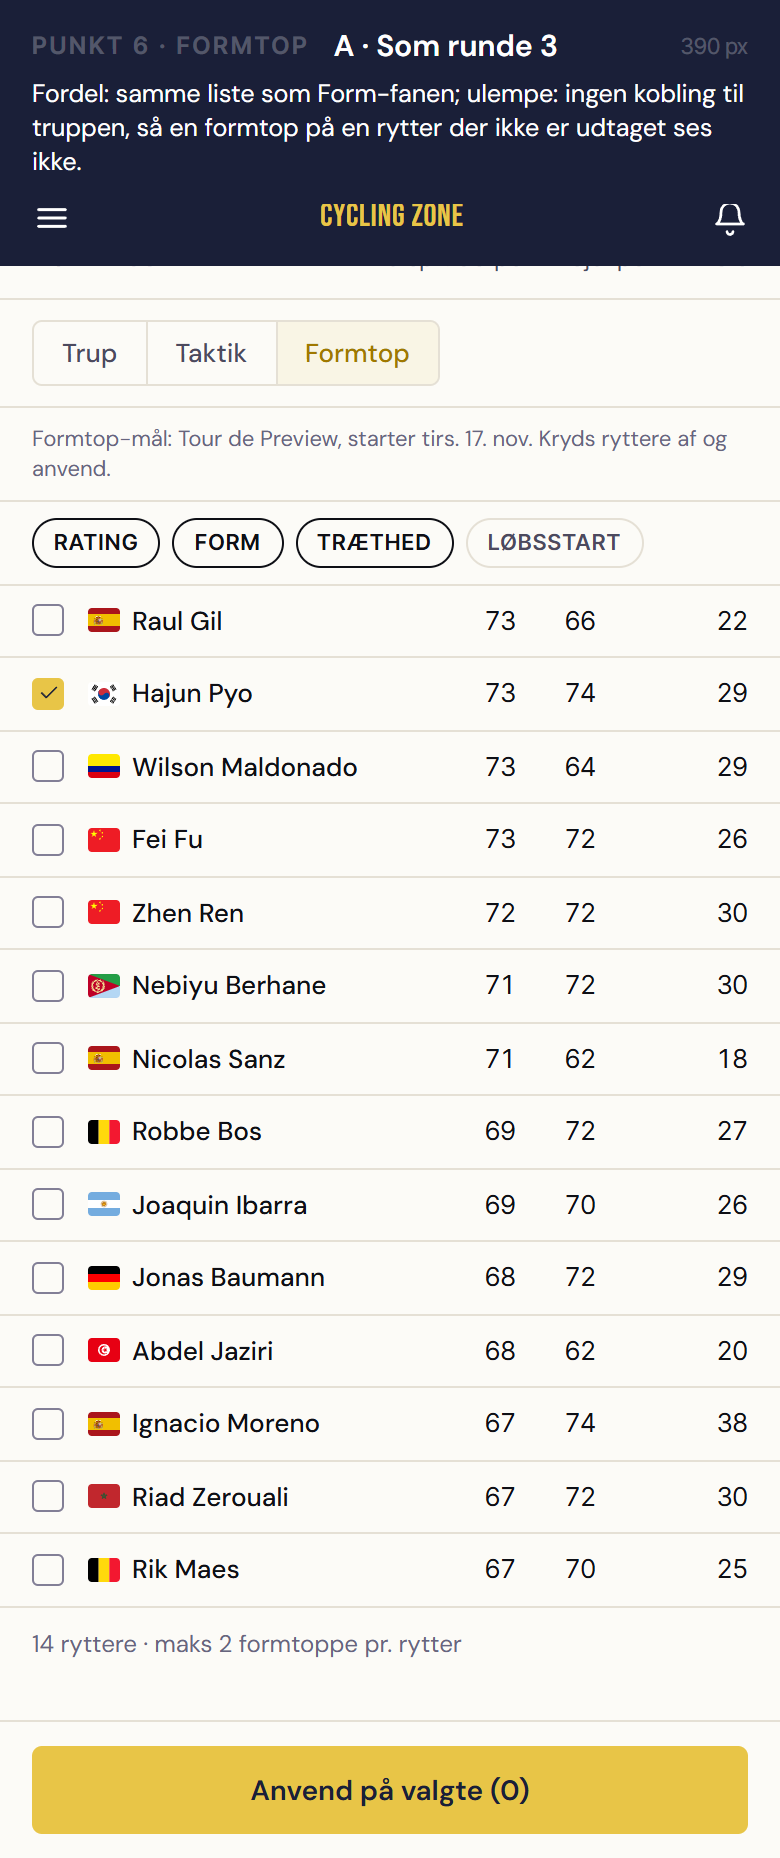 PUNKT 6 · FORMTOP A · Som runde 3 390 px
Fordel: samme liste som Form-fanen; ulempe: ingen kobling til
truppen, så en formtop på en rytter der ikke er udtaget ses
ikke.
CYCLING ZONE
Trup Taktik Formtop
Formtop-mål: Tour de Preview, starter tirs. 17. nov. Kryds ryttere af og
anvend.
RATING FORM TRÆTHED LØBSSTART
Raul Gil 73 66 22
Hajun Pyo 73 74 29
Wilson Maldonado 73 64 29
Fei Fu 73 72 26
Zhen Ren 72 72 30
Nebiyu Berhane 71 72 30
Nicolas Sanz 71 62 18
Robbe Bos 69 72 27
Joaquin Ibarra 69 70 26
Jonas Baumann 68 72 29
Abdel Jaziri 68 62 20
Ignacio Moreno 67 74 38
Riad Zerouali 67 72 30
Rik Maes 67 70 25
14 ryttere · maks 2 formtoppe pr. rytter
Anvend på valgte (0)